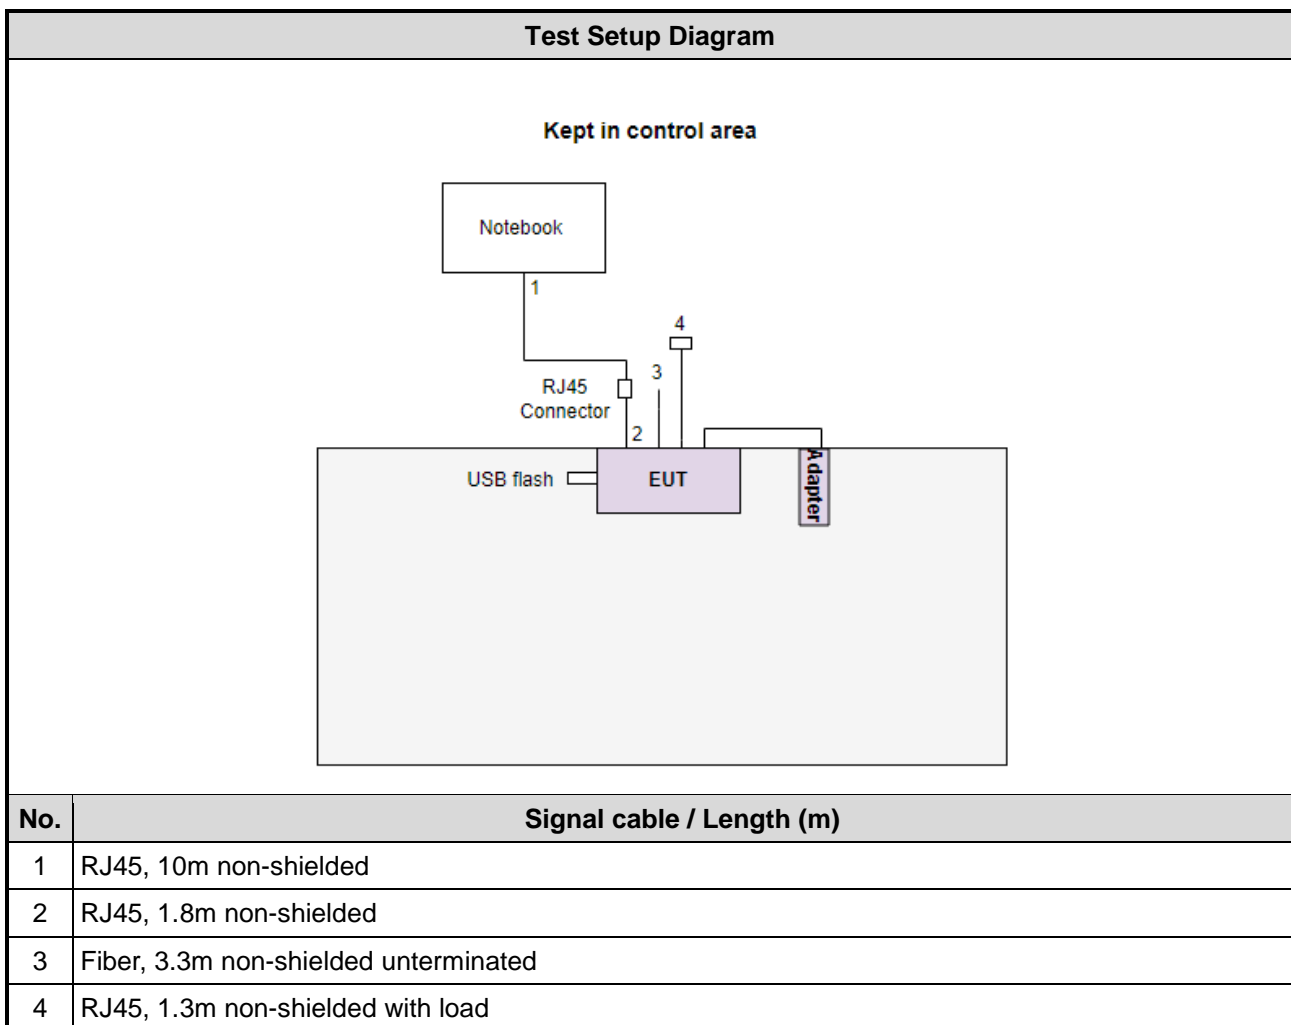 Test Setup Diagram
Kept in control area
Notebook
1
4
3
RJ45
Connector
2
USB flash
EUT
Adapter
No. Signal cable / Length (m)
1 RJ45, 10m non-shielded
2 RJ45, 1.8m non-shielded
3 Fiber, 3.3m non-shielded unterminated
4 RJ45, 1.3m non-shielded with load